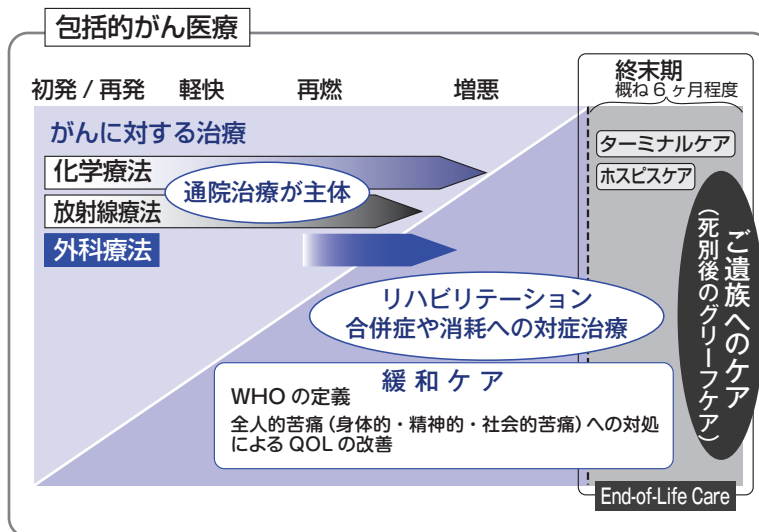 包括的がん医療
初発 / 再発
軽快
再燃
増悪
終末期
概ね 6 ヶ月程度
がんに対する治療
化学療法
放射線療法
外科療法
通院治療が主体
ターミナルケア
ホスピスケア
リハビリテーション
合併症や消耗への対症治療
ご遺族へのケア
(死別後のグリーフケア)
緩 和 ケ ア
WHO の定義
全人的苦痛 (身体的・精神的・社会的苦痛) への対処
による QOL の改善
End-of-Life Care